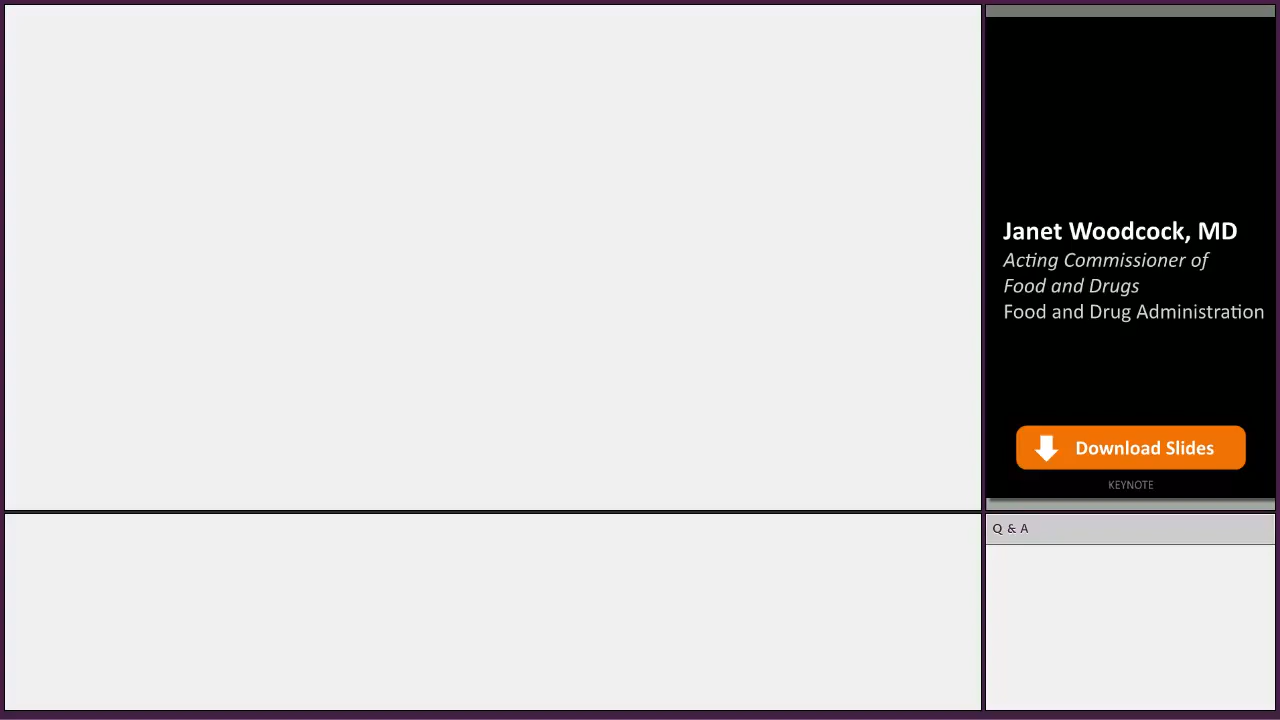 Janet Woodcock, MD
Acting Commissioner of
Food and Drugs
Food and Drug Administration
Download Slides
KEYNOTE
Q & A